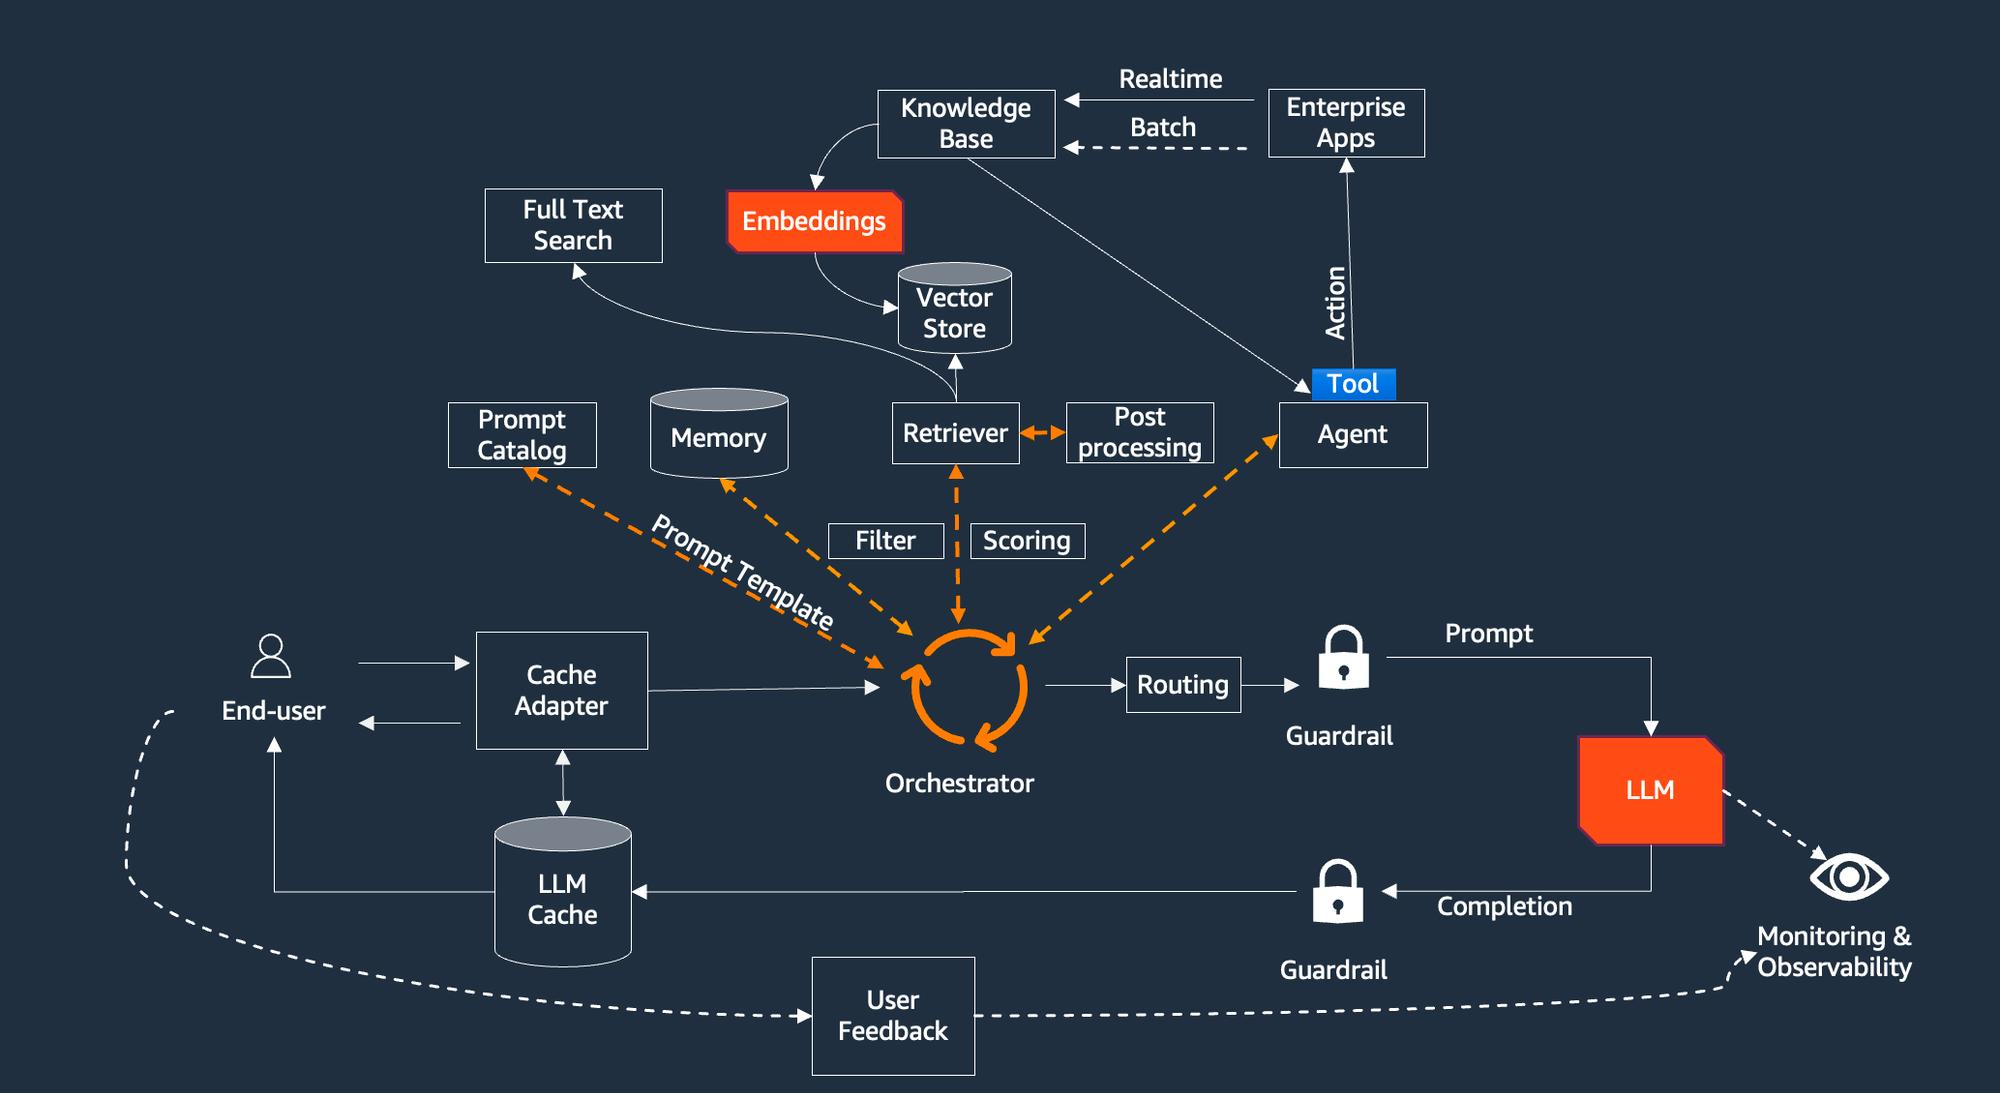 Realtime
Knowledge
Base
Enterprise
Apps
Batch
Full Text
Search
Embeddings
Vector
Store
Action
Tool
Prompt
Catalog
Memory
Retriever
Post
processing
Agent
Prompt Template
Filter
Scoring
Prompt
Cache
Adapter
End-user
Routing
Guardrail
Orchestrator
LLM
LLM
Cache
Completion
Guardrail
Monitoring &
Observability
User
Feedback